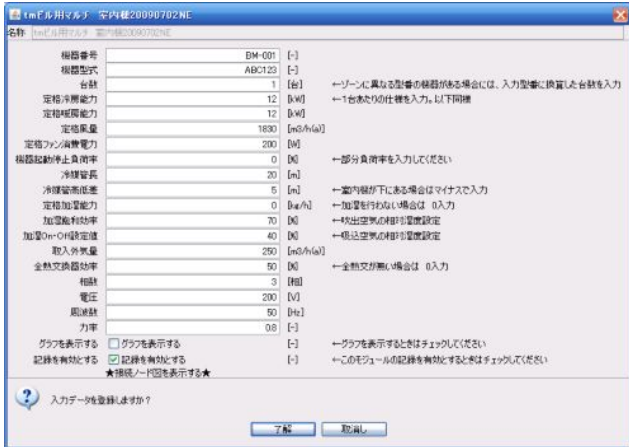 tmビル用マルチ 室内機20090702NE
名称 tmビル用マルチ 室内機20090702NE
機器番号 BM-001 [-]
機器型式 ABC123 [-]
台数 1 [台] ←ゾーンに異なる型番の機器がある場合には、入力型番に換算した台数を入力
定格冷房能力 12 [kW] ←1台あたりの仕様を入力。以下同様
定格暖房能力 12 [kW]
定格風量 1830 [m3/h(a)]
定格ファン消費電力 200 [W]
機器起動停止負荷率 0 [%] ←部分負荷率を入力してください
冷媒管長 20 [m]
冷媒管高低差 5 [m] ←室内機が下にある場合はマイナスで入力
定格加湿能力 0 [kg/h] ←加湿を行わない場合は 0入力
加湿飽和効率 70 [%] ←吹出空気の相対湿度設定
加湿On・Off設定値 40 [%] ←吸込空気の相対湿度設定
取入外気量 250 [m3/h(a)]
全熱交換器効率 50 [%] ←全熱交が無い場合は 0入力
相数 3 [相]
電圧 200 [V]
周波数 50 [Hz]
力率 0.8 [-]
グラフを表示する グラフを表示する [-] ←グラフを表示するときはチェックしてください
記録を有効とする 記録を有効とする [-] ←このモジュールの記録を有効とするときはチェックしてください
★接続ノード図を表示する★
入力データを登録しますか?
了解 取消し